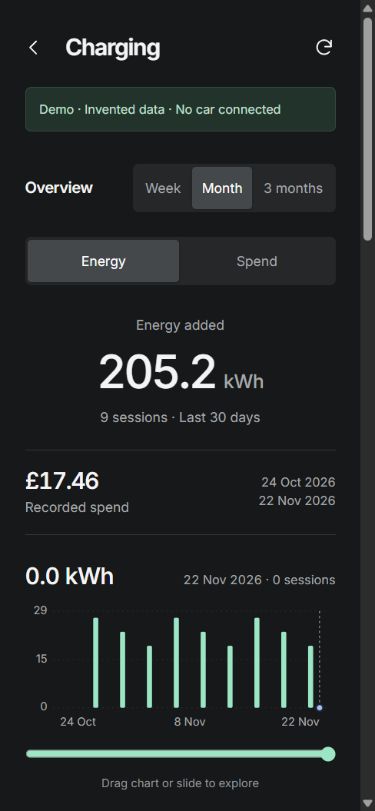 Charging
Demo · Invented data · No car connected
Overview
Week Month 3 months
Energy Spend
Energy added
205.2 kWh
9 sessions · Last 30 days
£17.46
Recorded spend
24 Oct 2026
22 Nov 2026
0.0 kWh
22 Nov 2026 · 0 sessions
29
15
0
24 Oct 8 Nov 22 Nov
Drag chart or slide to explore